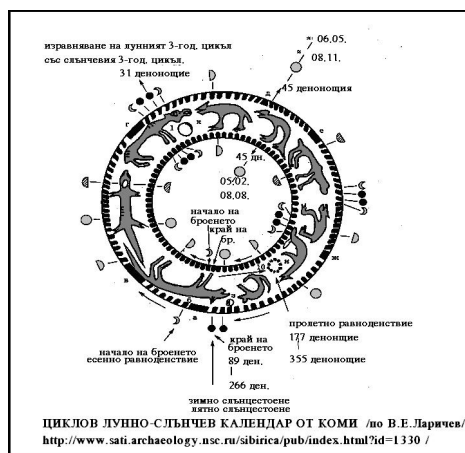 изравняване на лунният 3-год. цикъл
със слънчевия 3-год. цикъл.
31 денонощие
06,05.
08,11.
45 денонощия
г
д
е
1
х
45 дн.
05,02.
08,08.
начало на
броенето
край на
бр.
ж
и
в
б
а
з
пролетно равноденствие
177 денонщие
355 денонощие
начало на броенето
есенно равноденствие
край на
броенето
89 ден.
266 ден.
зимно слънцестоене
лятно слънцестоене
ЦИКЛОВ ЛУННО-СЛЪНЧЕВ КАЛЕНДАР ОТ КОМИ /по В.Е.Ларичев/
http://www.sati.archaeology.nsc.ru/sibirica/pub/index.html?id=1330 /